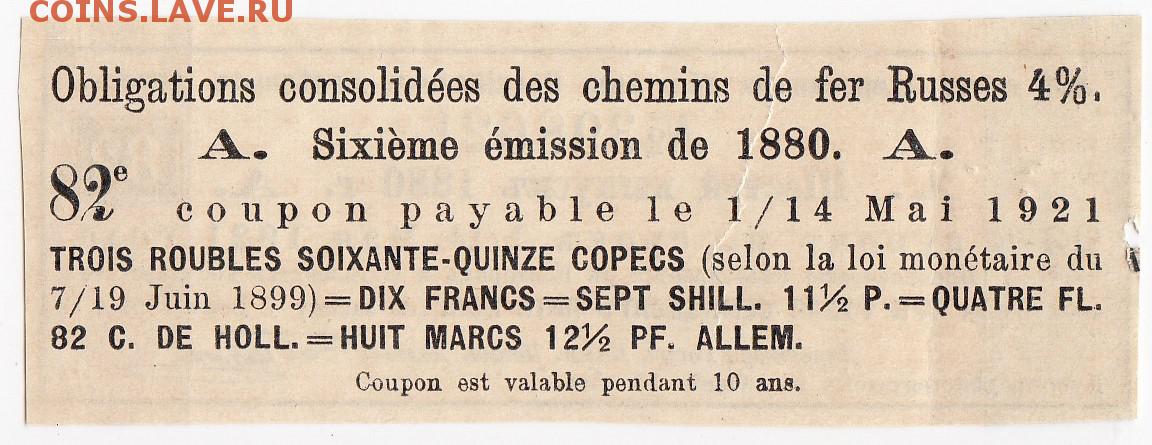 COINS.LAVE.RU
Obligations consolidées des chemins de fer Russes 4%.
A. Sixième émission de 1880. A.
82e coupon payable le 1/14 Mai 1921
TROIS ROUBLES SOIXANTE-QUINZE COPECS (selon la loi monétaire du
7/19 Juin 1899)=DIX FRANCS=SEPT SHILL. 11½ P.=QUATRE FL.
82 C. DE HOLL.=HUIT MARCS 12½ PF. ALLEM.
Coupon est valable pendant 10 ans.